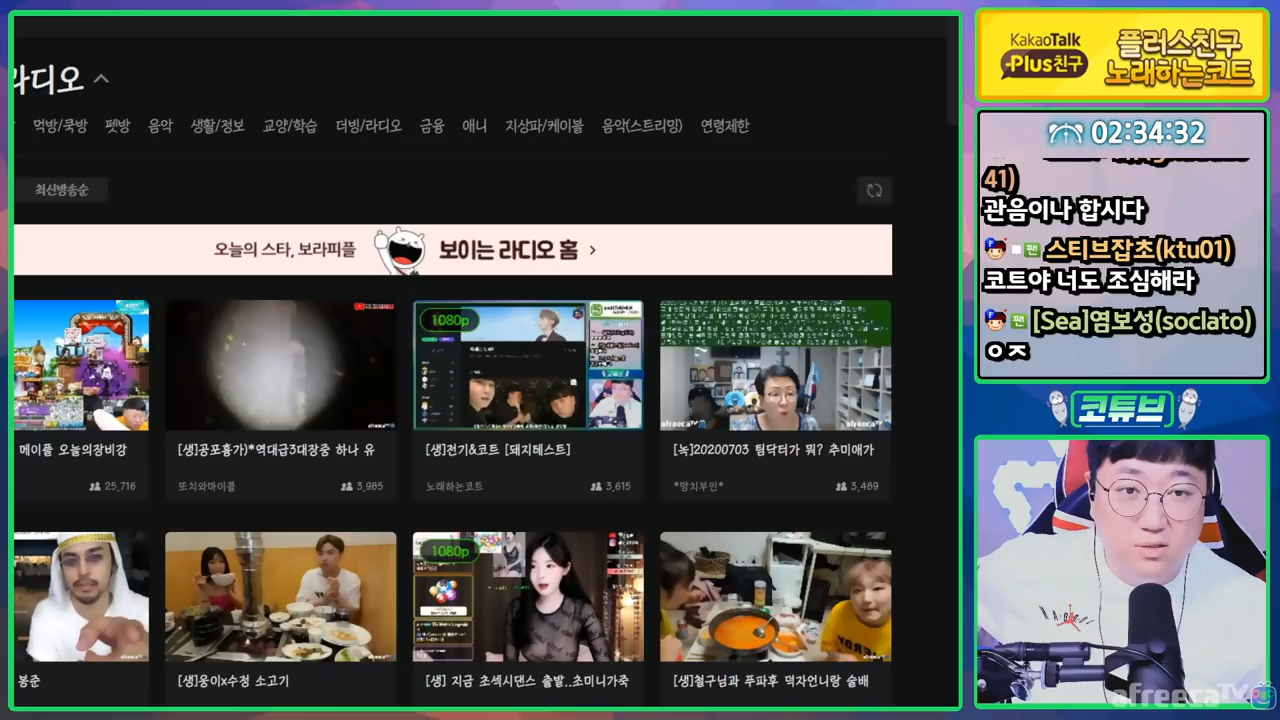 라디오
먹방/쿡방 펫방 음악 생활/정보 교양/학습 더빙/라디오 금융 애니 지상파/케이블 음악(스트리밍) 연령제한
최신방송순
오늘의 스타, 보라피플 보이는 라디오 홈 >
1080p
메이플 오늘의장비강
25,716
[생]공포흉가)*역대급3대장중 하나 유
또치와마이콜 3,985
[생]전기&코트 [돼지테스트]
노래하는코트 3,615
[녹]20200703 팀닥터가 뭐? 추미애가
*망치부인* 3,489
1080p
봉준
[생]웅이x수정 소고기
[생] 지금 초섹시댄스 출발..초미니가죽
[생]철구님과 푸파후 덕자언니랑 술배
KakaoTalk
Plus친구
플러스친구
노래하는코트
02:34:32
41)
관음이나 합시다
팬 스티브잡초(ktu01)
코트야 너도 조심해라
팬 [Sea]염보성(soclato)
ㅇㅈ
코튜브
afreecaTV